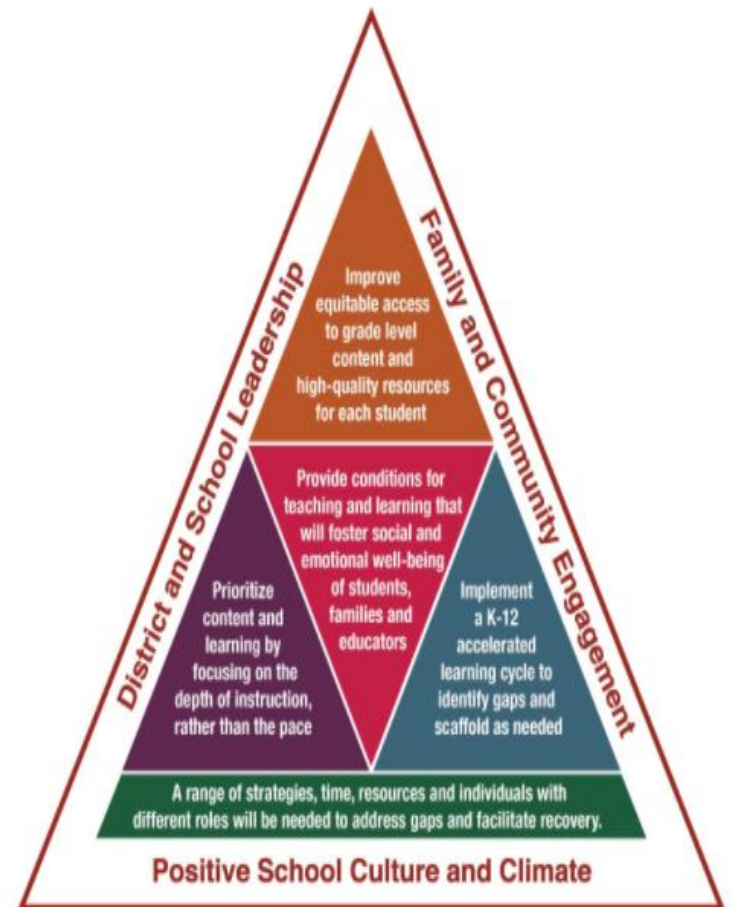 District and School Leadership
Family and Community Engagement
Improve
equitable access
to grade level
content and
high-quality resources
for each student
Provide conditions for
teaching and learning that
will foster social and
emotional well-being
of students,
families and
educators
Prioritize
content and
learning by
focusing on the
depth of instruction,
rather than the pace
Implement
a K-12
accelerated
learning cycle to
identify gaps and
scaffold as needed
A range of strategies, time, resources and individuals with
different roles will be needed to address gaps and facilitate recovery.
Positive School Culture and Climate